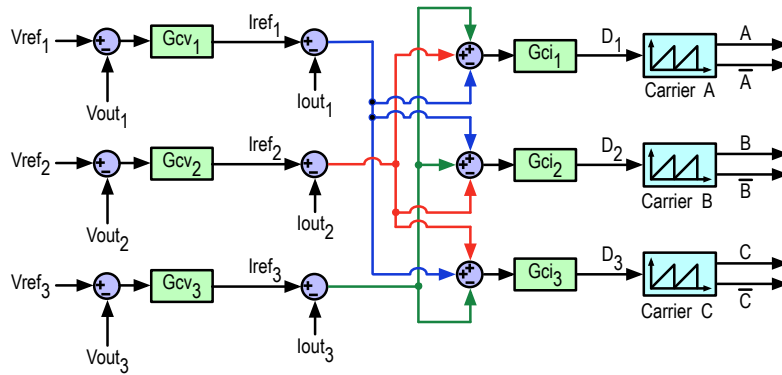 Vref₁ Gcv₁ Iref₁ Gci₁ D₁ A
A̅
Vout₁ Iout₁ Carrier A
Vref₂ Gcv₂ Iref₂ Gci₂ D₂ B
B̅
Vout₂ Iout₂ Carrier B
Vref₃ Gcv₃ Iref₃ Gci₃ D₃ C
C̅
Vout₃ Iout₃ Carrier C